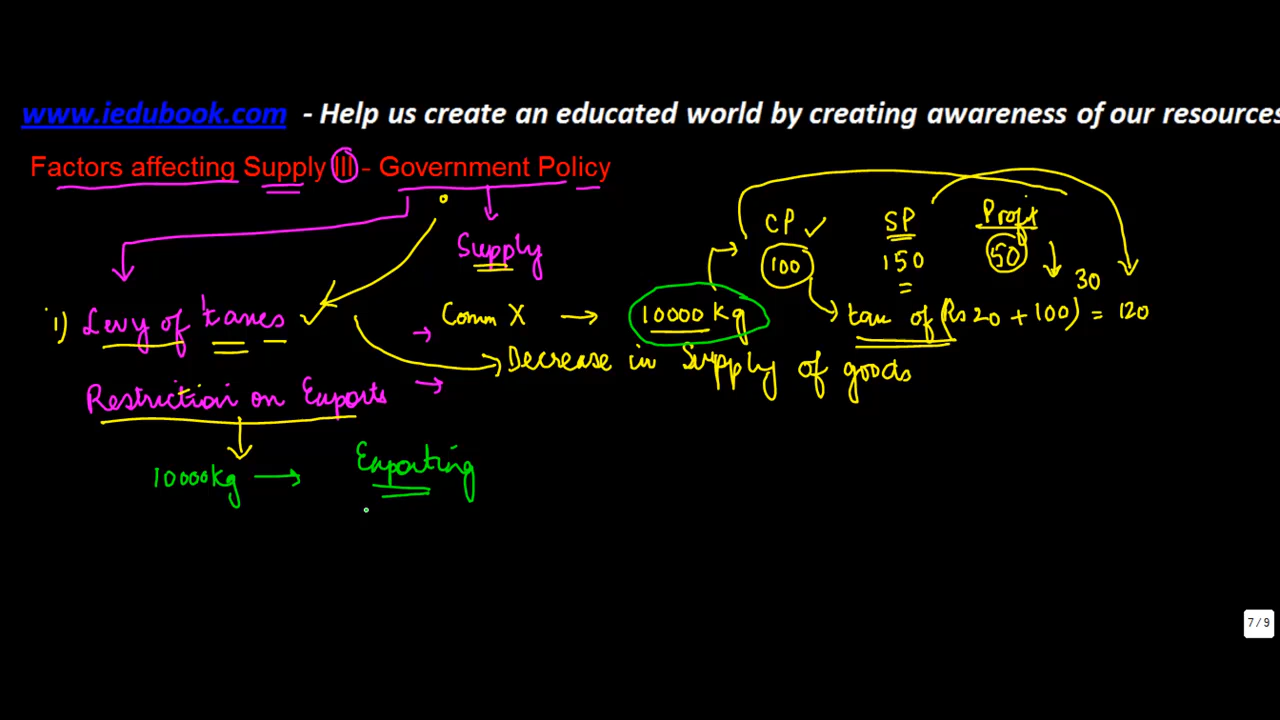 www.iedubook.com - Help us create an educated world by creating awareness of our resources
Factors affecting Supply III - Government Policy
Supply
CP SP Profit
100 150 50
30
i) Levy of taxes
Comm X → 10000 Kg
tax of (Rs 20 + 100) = 120
Decrease in Supply of goods
Restriction on Exports
10000kg → Exporting
7/9